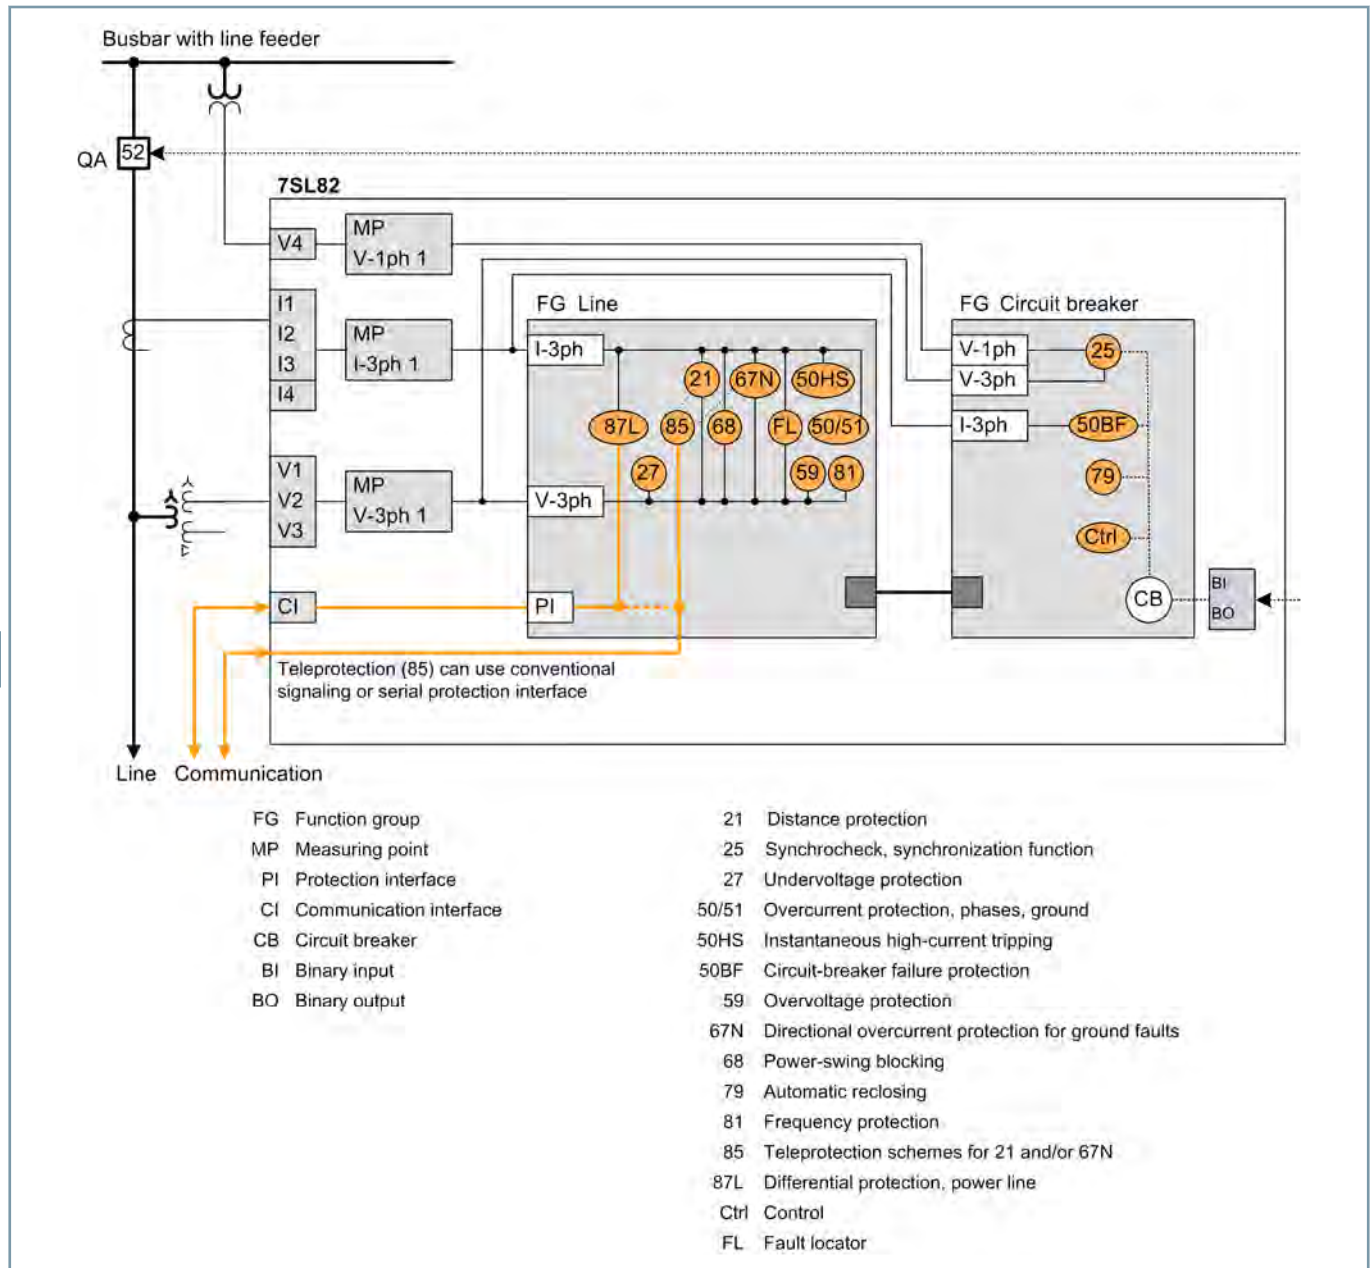 Busbar with line feeder
QA
52
7SL82
V4
MP
V-1ph 1
I1
I2
I3
I4
MP
I-3ph 1
V1
V2
V3
MP
V-3ph 1
CI
FG Line
I-3ph
21
67N
50HS
87L
85
68
FL
50/51
27
59
81
V-3ph
PI
FG Circuit breaker
V-1ph
V-3ph
I-3ph
25
50BF
79
Ctrl
CB
BI
BO
Teleprotection (85) can use conventional
signaling or serial protection interface
Line
Communication
FG Function group
MP Measuring point
PI Protection interface
CI Communication interface
CB Circuit breaker
BI Binary input
BO Binary output
21 Distance protection
25 Synchrocheck, synchronization function
27 Undervoltage protection
50/51 Overcurrent protection, phases, ground
50HS Instantaneous high-current tripping
50BF Circuit-breaker failure protection
59 Overvoltage protection
67N Directional overcurrent protection for ground faults
68 Power-swing blocking
79 Automatic reclosing
81 Frequency protection
85 Teleprotection schemes for 21 and/or 67N
87L Differential protection, power line
Ctrl Control
FL Fault locator